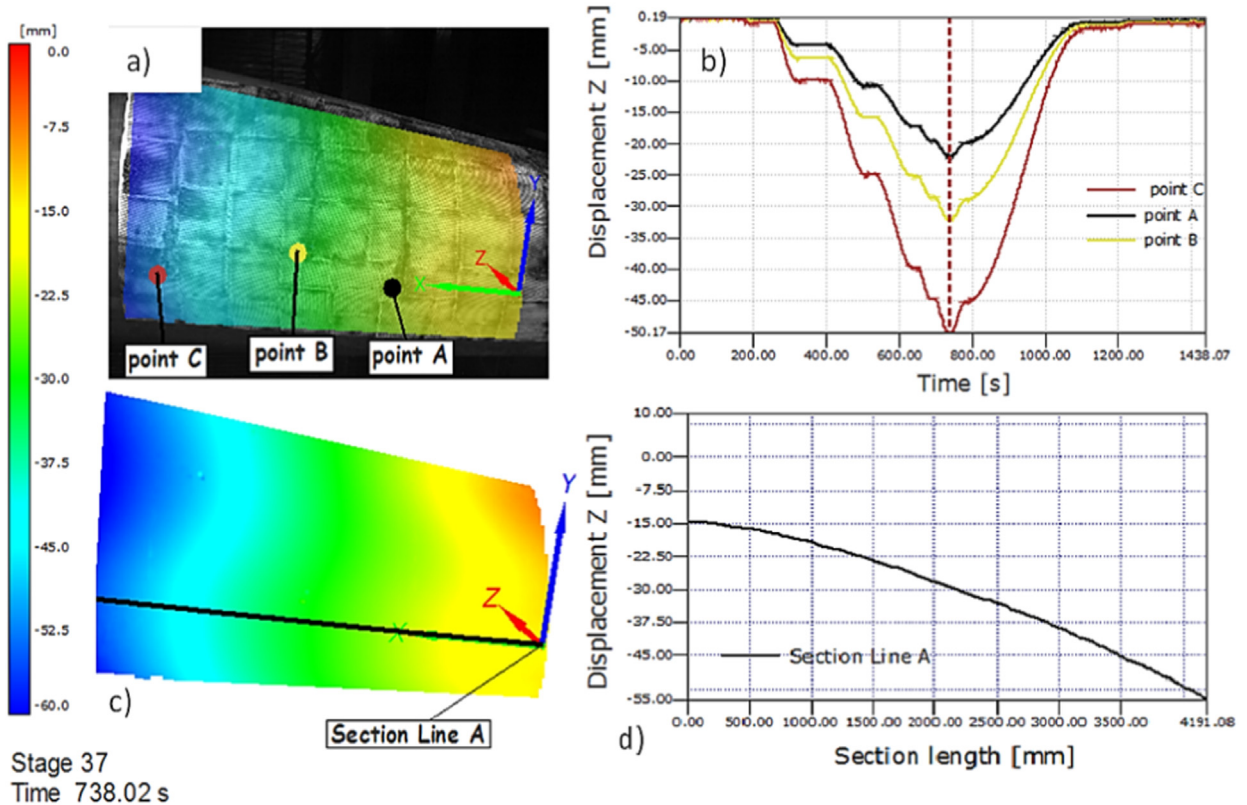 [mm]
0.0
-7.5
-15.0
-22.5
-30.0
-37.5
-45.0
-52.5
-60.0
a)
Y
Z
X
point C
point B
point A
b)
Displacement Z [mm]
0.19
-5.00
-10.00
-15.00
-20.00
-25.00
-30.00
-35.00
-40.00
-45.00
-50.17
point C
point A
point B
0.00 200.00 400.00 600.00 800.00 1000.00 1200.00 1438.07
Time [s]
c)
Y
Z
X
Section Line A
d)
Displacement Z [mm]
10.00
0.00
-7.50
-15.00
-22.50
-30.00
-37.50
-45.00
-55.00
Section Line A
0.00 500.00 1000.00 1500.00 2000.00 2500.00 3000.00 3500.00 4191.08
Section length [mm]
Stage 37
Time 738.02 s